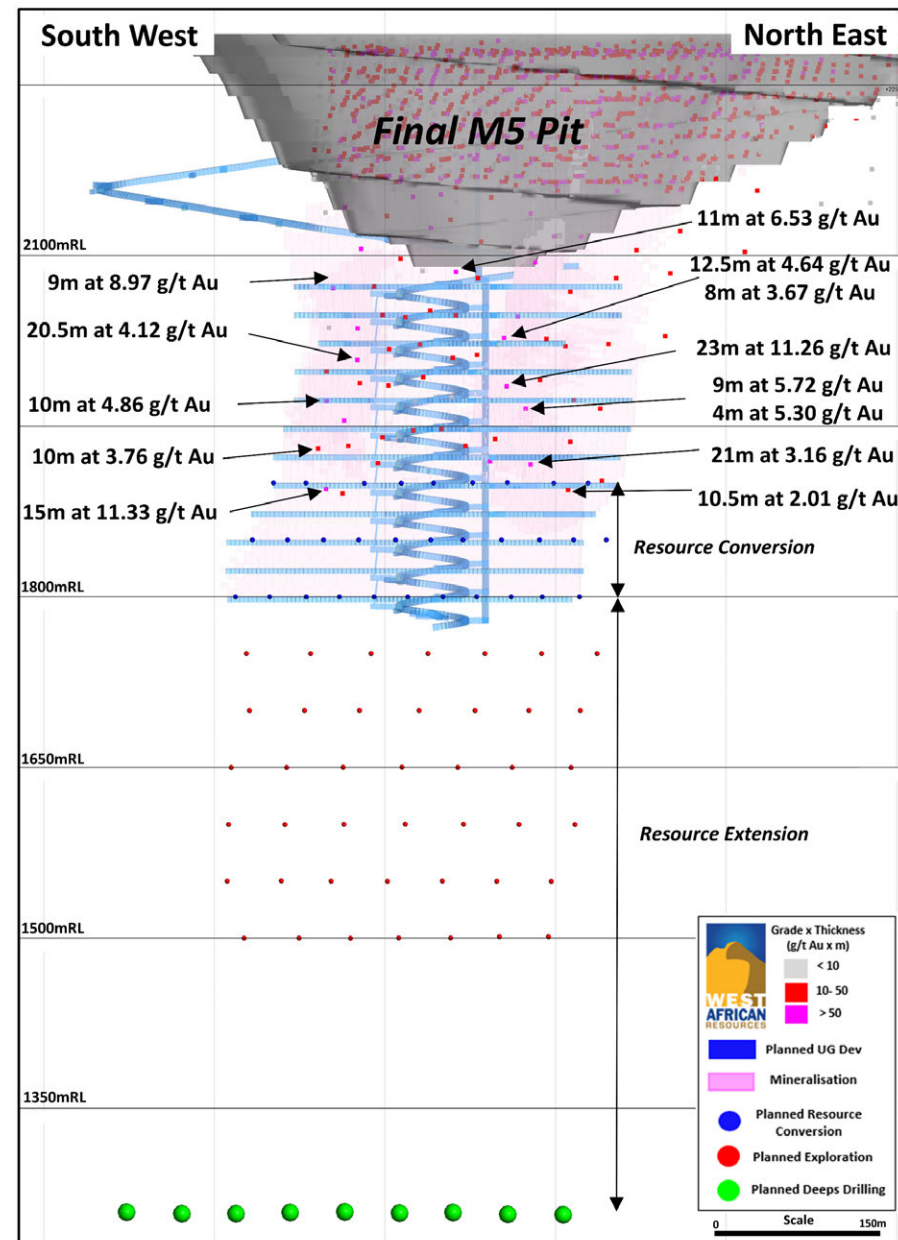 South West
North East
Final M5 Pit
2100mRL
11m at 6.53 g/t Au
12.5m at 4.64 g/t Au
8m at 3.67 g/t Au
9m at 8.97 g/t Au
20.5m at 4.12 g/t Au
23m at 11.26 g/t Au
9m at 5.72 g/t Au
4m at 5.30 g/t Au
10m at 4.86 g/t Au
10m at 3.76 g/t Au
21m at 3.16 g/t Au
15m at 11.33 g/t Au
10.5m at 2.01 g/t Au
Resource Conversion
1800mRL
1650mRL
Resource Extension
1500mRL
1350mRL
WEST
AFRICAN
RESOURCES
Grade x Thickness
(g/t Au x m)
< 10
10- 50
> 50
Planned UG Dev
Mineralisation
Planned Resource
Conversion
Planned Exploration
Planned Deeps Drilling
0 Scale 150m